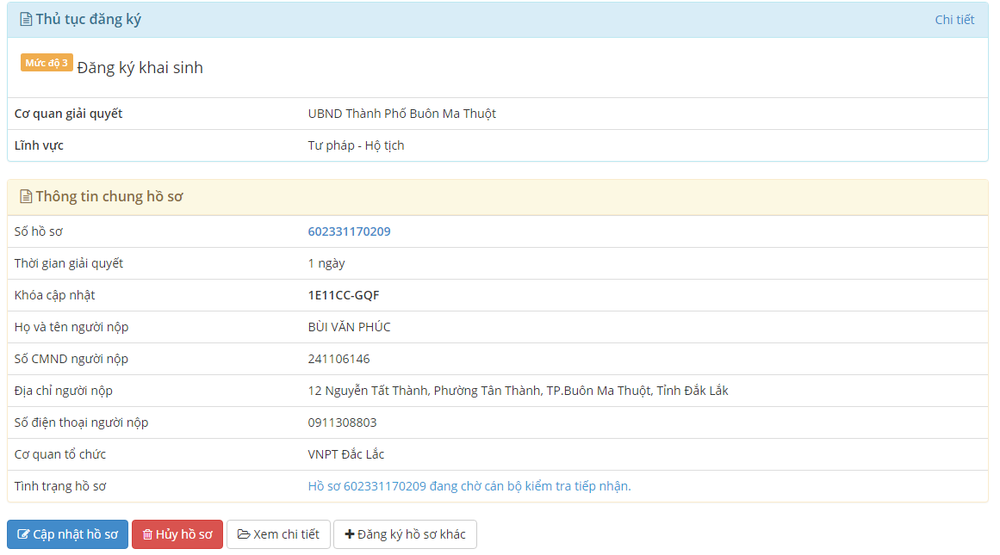 Thủ tục đăng ký Chi tiết
Mức độ 3 Đăng ký khai sinh
Cơ quan giải quyết UBND Thành Phố Buôn Ma Thuột
Lĩnh vực Tư pháp - Hộ tịch
Thông tin chung hồ sơ
Số hồ sơ 602331170209
Thời gian giải quyết 1 ngày
Khóa cập nhật 1E11CC-GQF
Họ và tên người nộp BÙI VĂN PHÚC
Số CMND người nộp 241106146
Địa chỉ người nộp 12 Nguyễn Tất Thành, Phường Tân Thành, TP.Buôn Ma Thuột, Tỉnh Đắk Lắk
Số điện thoại người nộp 0911308803
Cơ quan tổ chức VNPT Đắc Lắc
Tình trạng hồ sơ Hồ sơ 602331170209 đang chờ cán bộ kiểm tra tiếp nhận.
Cập nhật hồ sơ Hủy hồ sơ Xem chi tiết Đăng ký hồ sơ khác